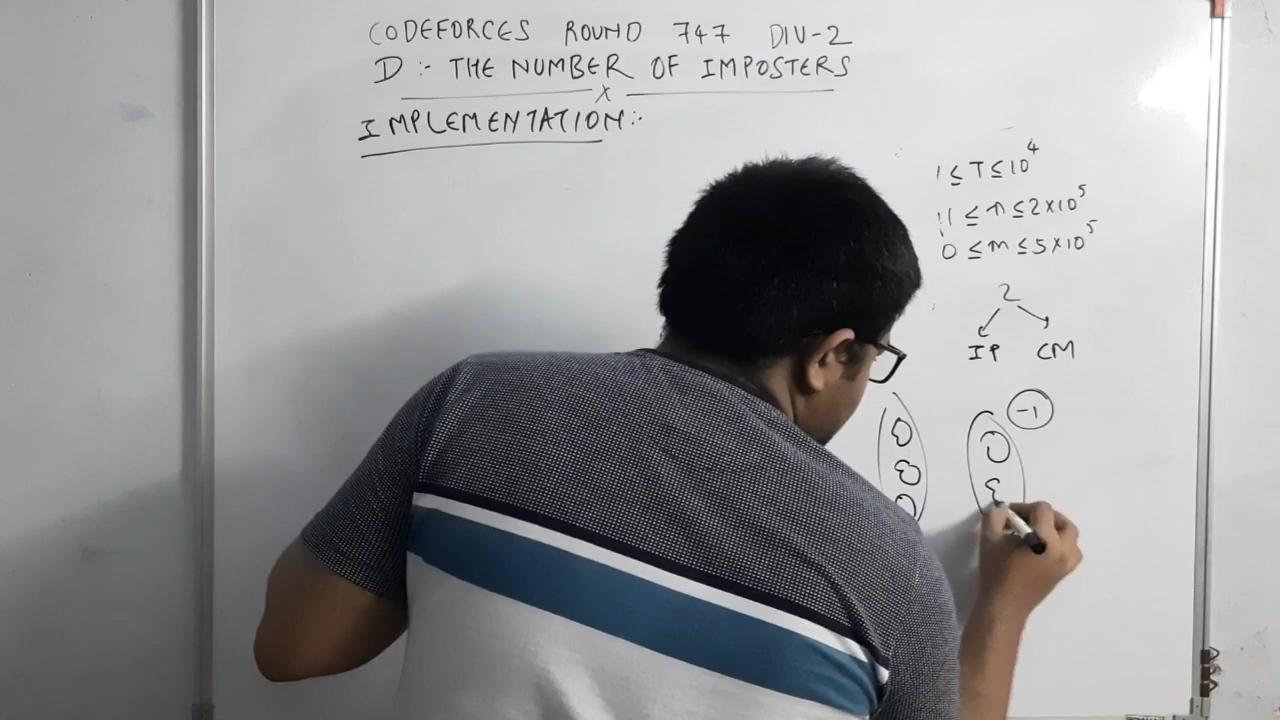 CODEFORCES ROUND 747 DIV-2
D :- THE NUMBER OF IMPOSTERS
x
IMPLEMENTATION :-
1 ≤ T ≤ 10^4
1 ≤ n ≤ 2×10^5
0 ≤ m ≤ 5×10^5
2
IP CM
-1